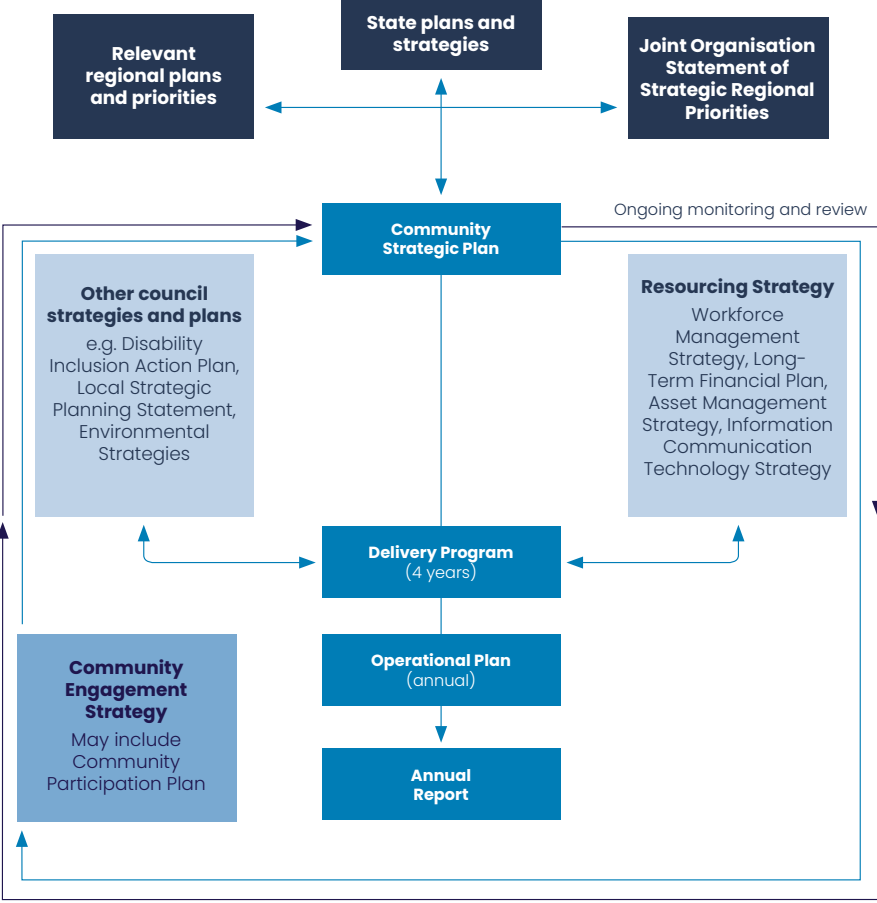 State plans and
strategies
Relevant
regional plans
and priorities
Joint Organisation
Statement of
Strategic Regional
Priorities
Community
Strategic Plan
Ongoing monitoring and review
Other council
strategies and plans
e.g. Disability
Inclusion Action Plan,
Local Strategic
Planning Statement,
Environmental
Strategies
Resourcing Strategy
Workforce
Management
Strategy, Long-
Term Financial Plan,
Asset Management
Strategy, Information
Communication
Technology Strategy
Delivery Program
(4 years)
Community
Engagement
Strategy
May include
Community
Participation Plan
Operational Plan
(annual)
Annual
Report